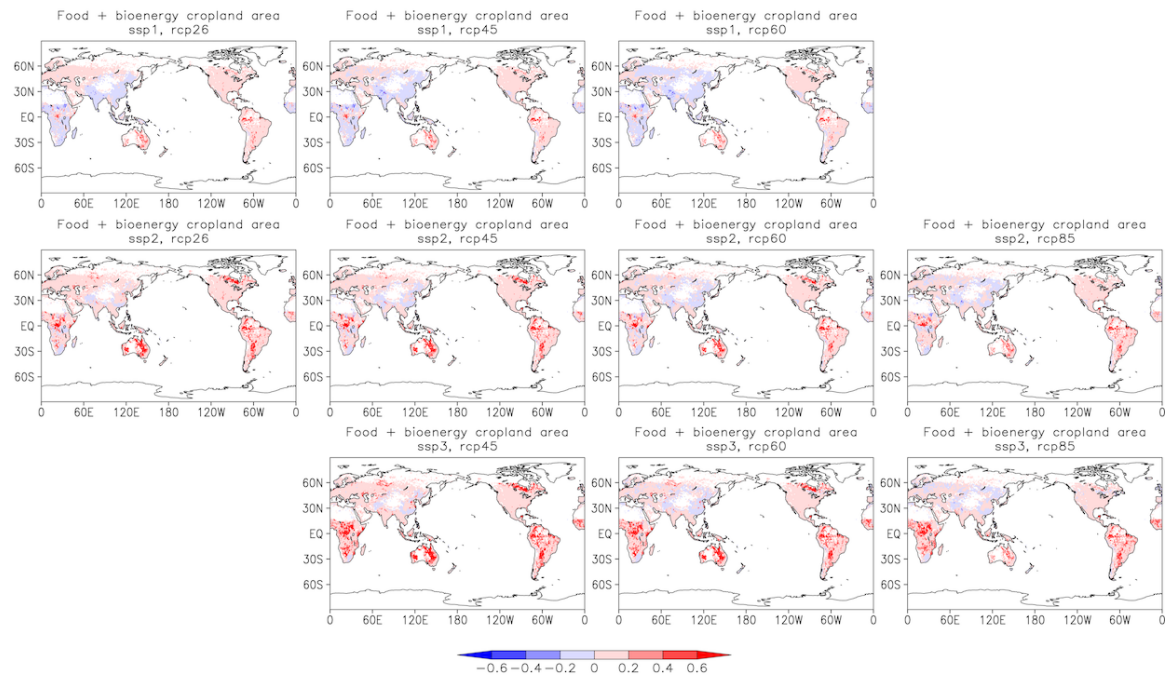 Food + bioenergy cropland area
ssp1, rcp26
Food + bioenergy cropland area
ssp1, rcp45
Food + bioenergy cropland area
ssp1, rcp60
60N
30N
EQ
30S
60S
0 60E 120E 180 120W 60W 0
60N
30N
EQ
30S
60S
0 60E 120E 180 120W 60W 0
60N
30N
EQ
30S
60S
0 60E 120E 180 120W 60W 0
Food + bioenergy cropland area
ssp2, rcp26
Food + bioenergy cropland area
ssp2, rcp45
Food + bioenergy cropland area
ssp2, rcp60
Food + bioenergy cropland area
ssp2, rcp85
60N
30N
EQ
30S
60S
0 60E 120E 180 120W 60W 0
60N
30N
EQ
30S
60S
0 60E 120E 180 120W 60W 0
60N
30N
EQ
30S
60S
0 60E 120E 180 120W 60W 0
60N
30N
EQ
30S
60S
0 60E 120E 180 120W 60W 0
Food + bioenergy cropland area
ssp3, rcp45
Food + bioenergy cropland area
ssp3, rcp60
Food + bioenergy cropland area
ssp3, rcp85
60N
30N
EQ
30S
60S
0 60E 120E 180 120W 60W 0
60N
30N
EQ
30S
60S
0 60E 120E 180 120W 60W 0
60N
30N
EQ
30S
60S
0 60E 120E 180 120W 60W 0
−0.6 −0.4 −0.2 0 0.2 0.4 0.6